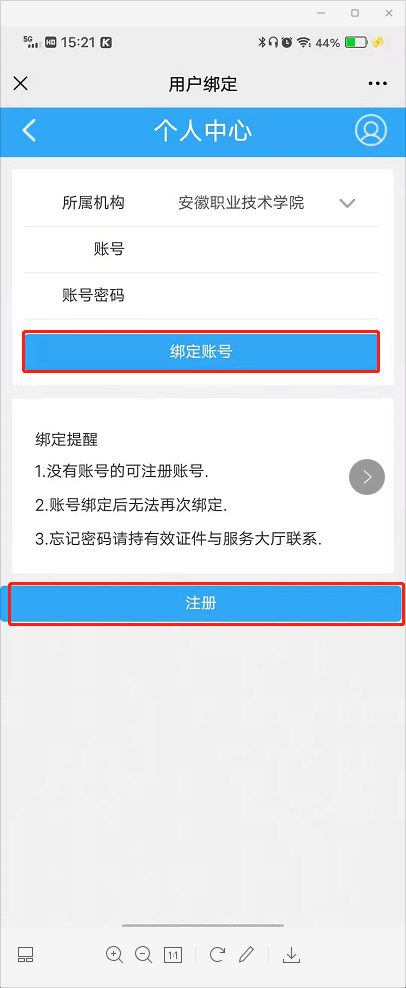 5G HD 15:21 K 44%
用户绑定
个人中心
所属机构 安徽职业技术学院
账号
账号密码
绑定账号
绑定提醒
1.没有账号的可注册账号.
2.账号绑定后无法再次绑定.
3.忘记密码请持有效证件与服务大厅联系.
注册
1:1